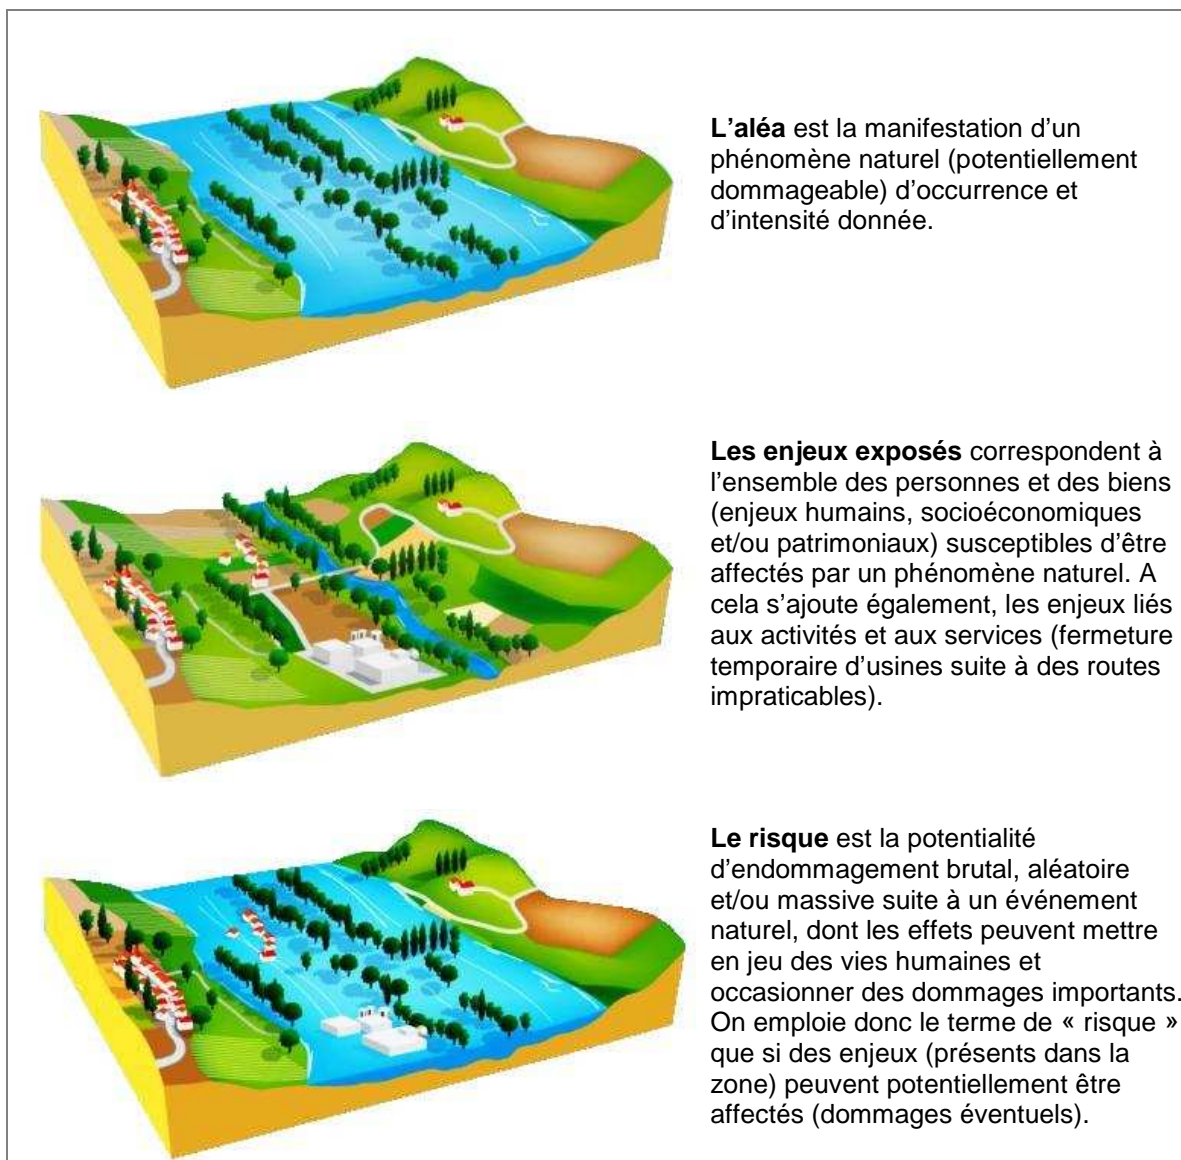 L’aléa est la manifestation d’un
phénomène naturel (potentiellement
dommageable) d’occurrence et
d’intensité donnée.
Les enjeux exposés correspondent à
l’ensemble des personnes et des biens
(enjeux humains, socioéconomiques
et/ou patrimoniaux) susceptibles d’être
affectés par un phénomène naturel. A
cela s’ajoute également, les enjeux liés
aux activités et aux services (fermeture
temporaire d’usines suite à des routes
impraticables).
Le risque est la potentialité
d’endommagement brutal, aléatoire
et/ou massive suite à un événement
naturel, dont les effets peuvent mettre
en jeu des vies humaines et
occasionner des dommages importants.
On emploie donc le terme de « risque »
que si des enjeux (présents dans la
zone) peuvent potentiellement être
affectés (dommages éventuels).